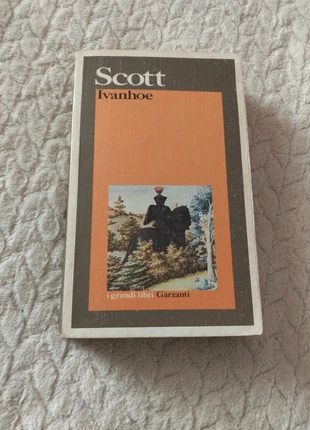 Scott
Ivanhoe
i grandi libri Garzanti